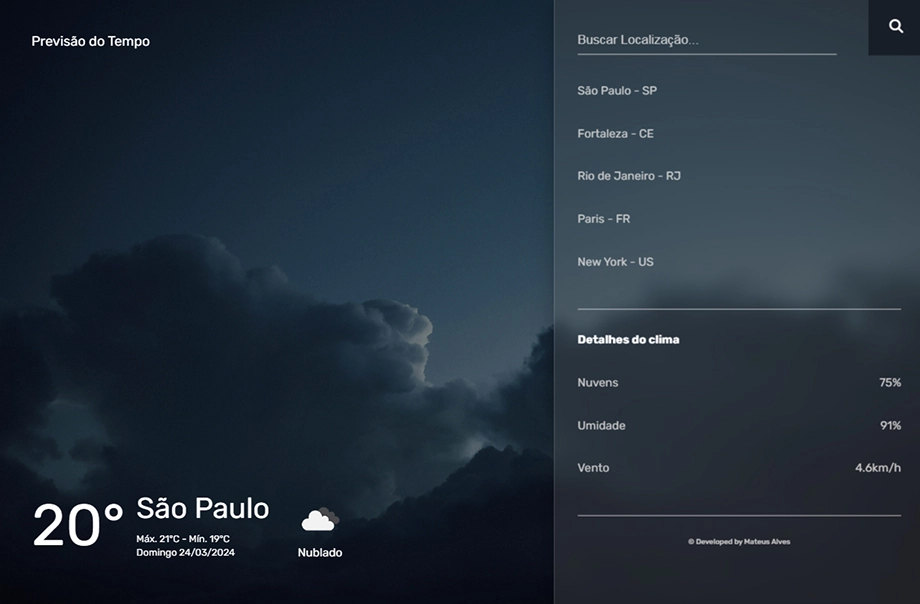 Previsão do Tempo
20°
São Paulo
Máx. 21°C - Mín. 19°C
Domingo 24/03/2024
Nublado
Buscar Localização...
São Paulo - SP
Fortaleza - CE
Rio de Janeiro - RJ
Paris - FR
New York - US
Detalhes do clima
Nuvens 75%
Umidade 91%
Vento 4.6km/h
© Developed by Mateus Alves